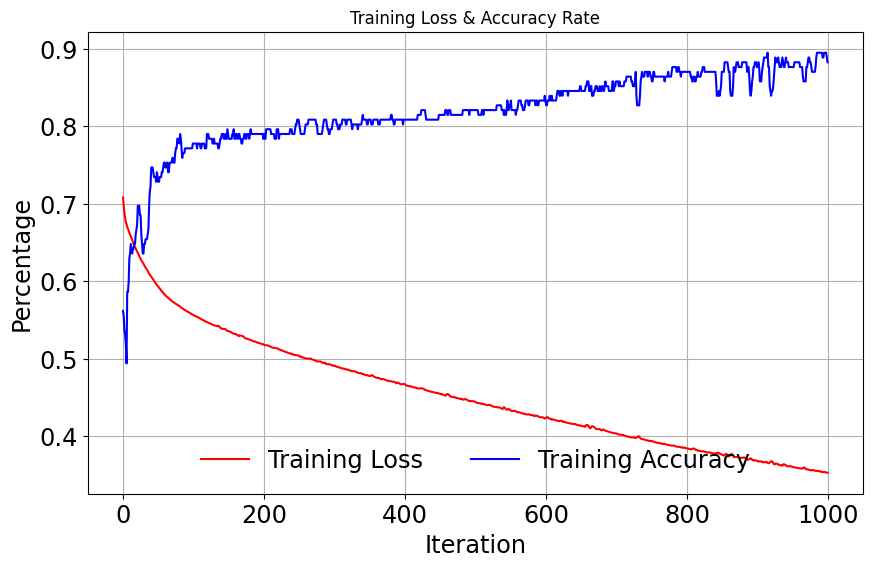 Training Loss & Accuracy Rate
0.9
0.8
0.7
0.6
0.5
0.4
Percentage
Training Loss
Training Accuracy
0 200 400 600 800 1000
Iteration